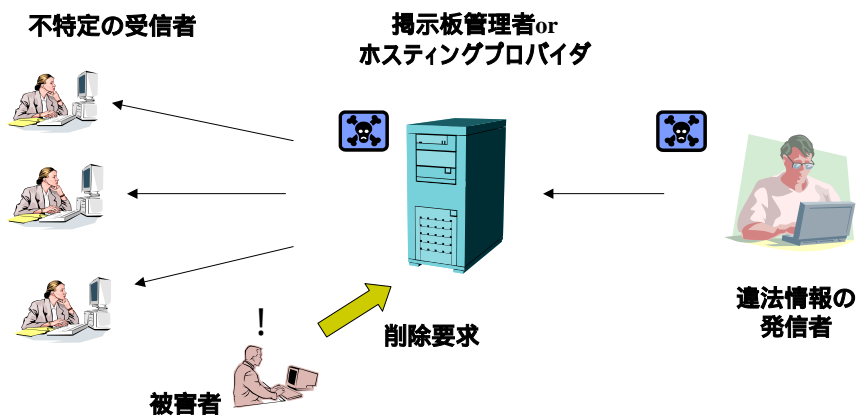 不特定の受信者
掲示板管理者or
ホスティングプロバイダ
違法情報の
発信者
!
削除要求
被害者